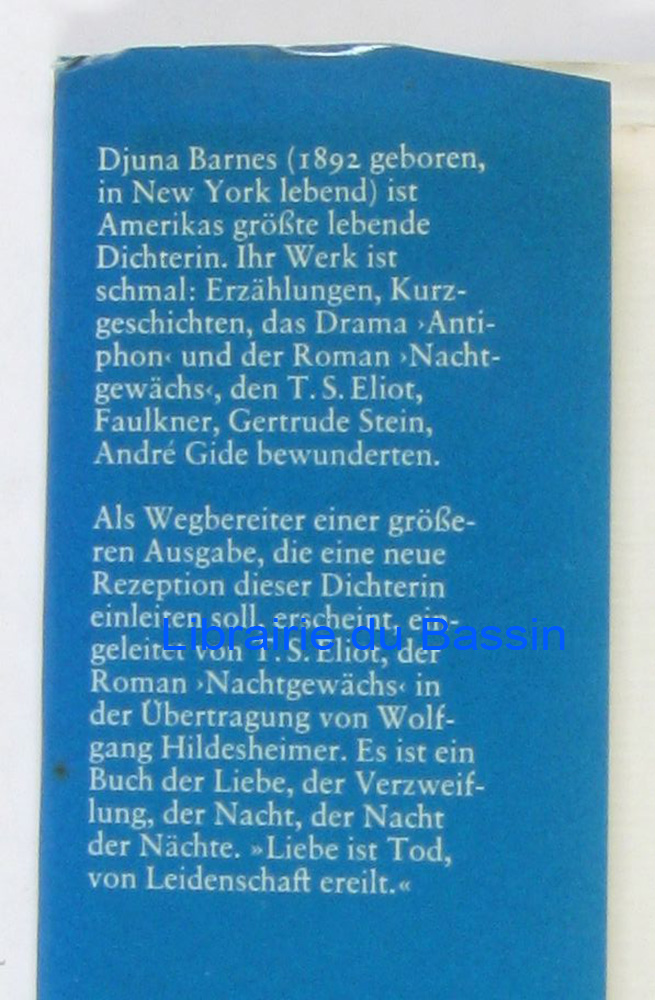 Djuna Barnes (1892 geboren,
in New York lebend) ist
Amerikas größte lebende
Dichterin. Ihr Werk ist
schmal: Erzählungen, Kurz-
geschichten, das Drama ›Anti-
phon‹ und der Roman ›Nacht-
gewächs‹, den T. S. Eliot,
Faulkner, Gertrude Stein,
André Gide bewunderten.
Als Wegbereiter einer größe-
ren Ausgabe, die eine neue
Rezeption dieser Dichterin
einleiten soll, erscheint, ein-
Librairie du Bassin
geleitet von T. S. Eliot, der
Roman ›Nachtgewächs‹ in
der Übertragung von Wolf-
gang Hildesheimer. Es ist ein
Buch der Liebe, der Verzweif-
lung, der Nacht, der Nacht
der Nächte. »Liebe ist Tod,
von Leidenschaft ereilt.«